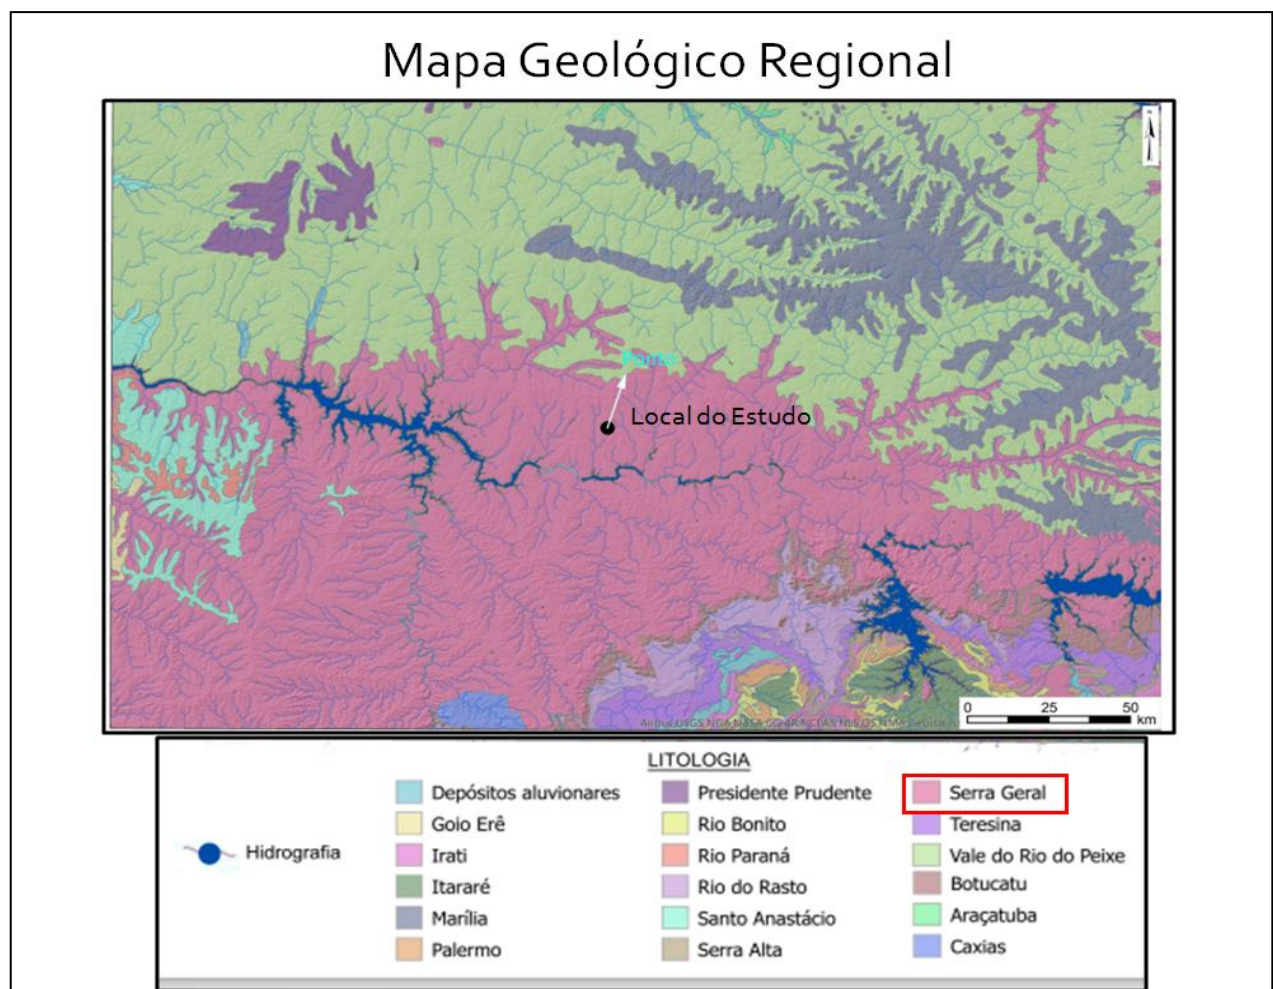 Mapa Geológico Regional
Ponto
Local do Estudo
0 25 50
km
LITOLOGIA
Hidrografia
Depósitos aluvionares
Goio Erê
Irati
Itararé
Marília
Palermo
Presidente Prudente
Rio Bonito
Rio Paraná
Rio do Rasto
Santo Anastácio
Serra Alta
Serra Geral
Teresina
Vale do Rio do Peixe
Botucatu
Araçatuba
Caxias